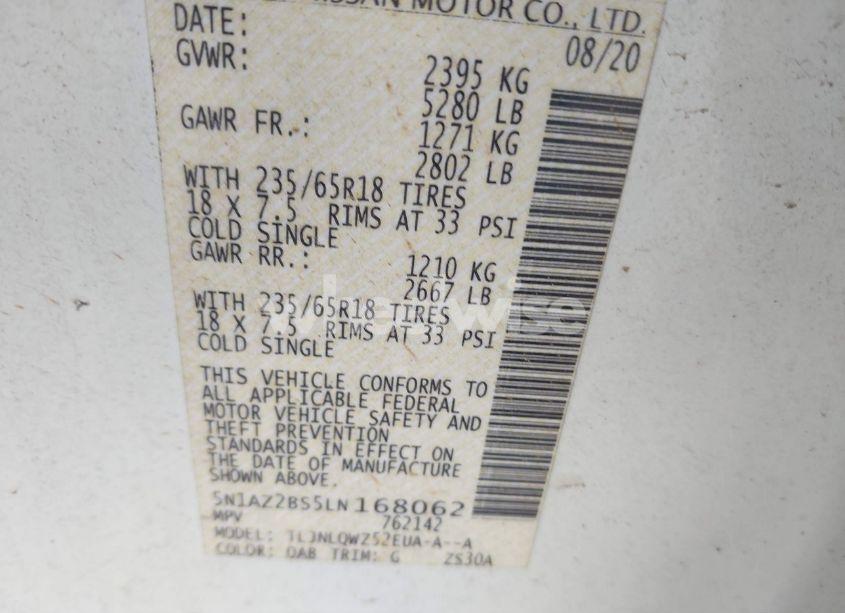 NISSAN MOTOR CO., LTD.
DATE: 08/20
GVWR: 2395 KG
5280 LB
GAWR FR.: 1271 KG
2802 LB
WITH 235/65R18 TIRES
18 X 7.5 RIMS AT 33 PSI
COLD SINGLE
GAWR RR.: 1210 KG
2667 LB
WITH 235/65R18 TIRES
18 X 7.5 RIMS AT 33 PSI
COLD SINGLE
THIS VEHICLE CONFORMS TO
ALL APPLICABLE FEDERAL
MOTOR VEHICLE SAFETY AND
THEFT PREVENTION
STANDARDS IN EFFECT ON
THE DATE OF MANUFACTURE
SHOWN ABOVE.
5N1AZ2BS5LN168062
MPV 762142
MODEL: TLJNLQWZ52EUA-A--A
COLOR: QAB TRIM: G ZS30A